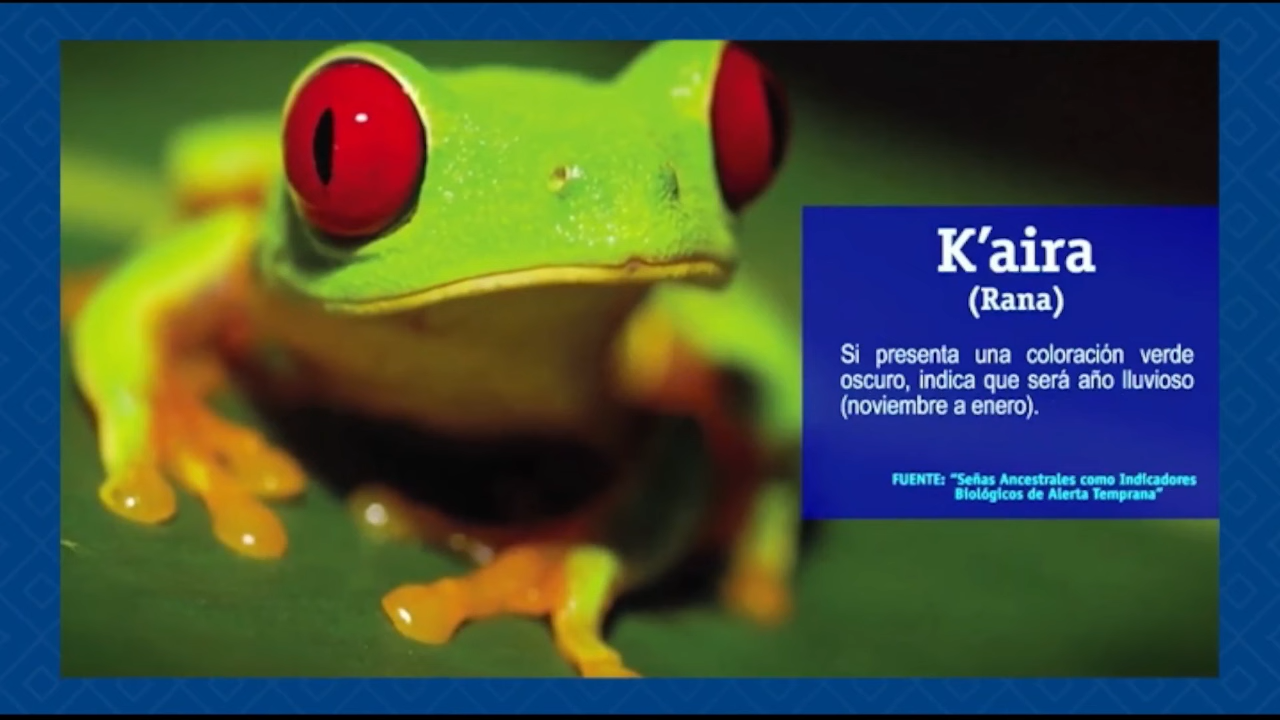 K’aira
(Rana)
Si presenta una coloración verde
oscuro, indica que será año lluvioso
(noviembre a enero).
FUENTE: “Señas Ancestrales como Indicadores
Biológicos de Alerta Temprana”